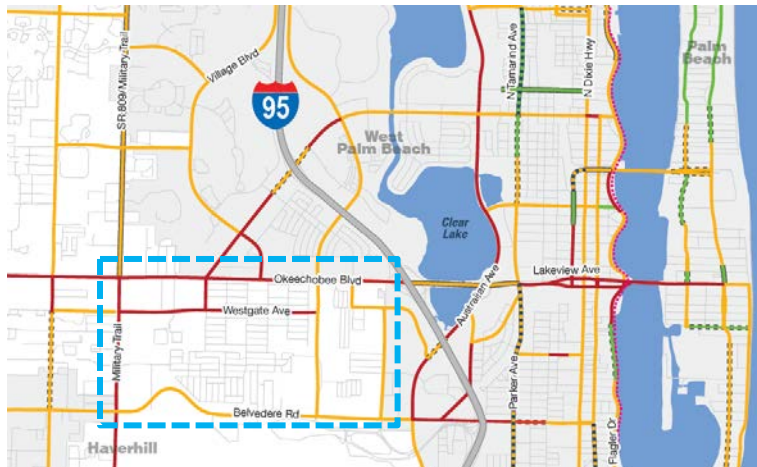 SR 809/Military Trail
Village Blvd
95
N Tamarind Ave
N Dixie Hwy
Palm
Beach
West
Palm Beach
Clear
Lake
Okeechobee Blvd
Lakeview Ave
Westgate Ave
Australian Ave
Military Trail
Parker Ave
Belvedere Rd
Flagler Dr
Haverhill